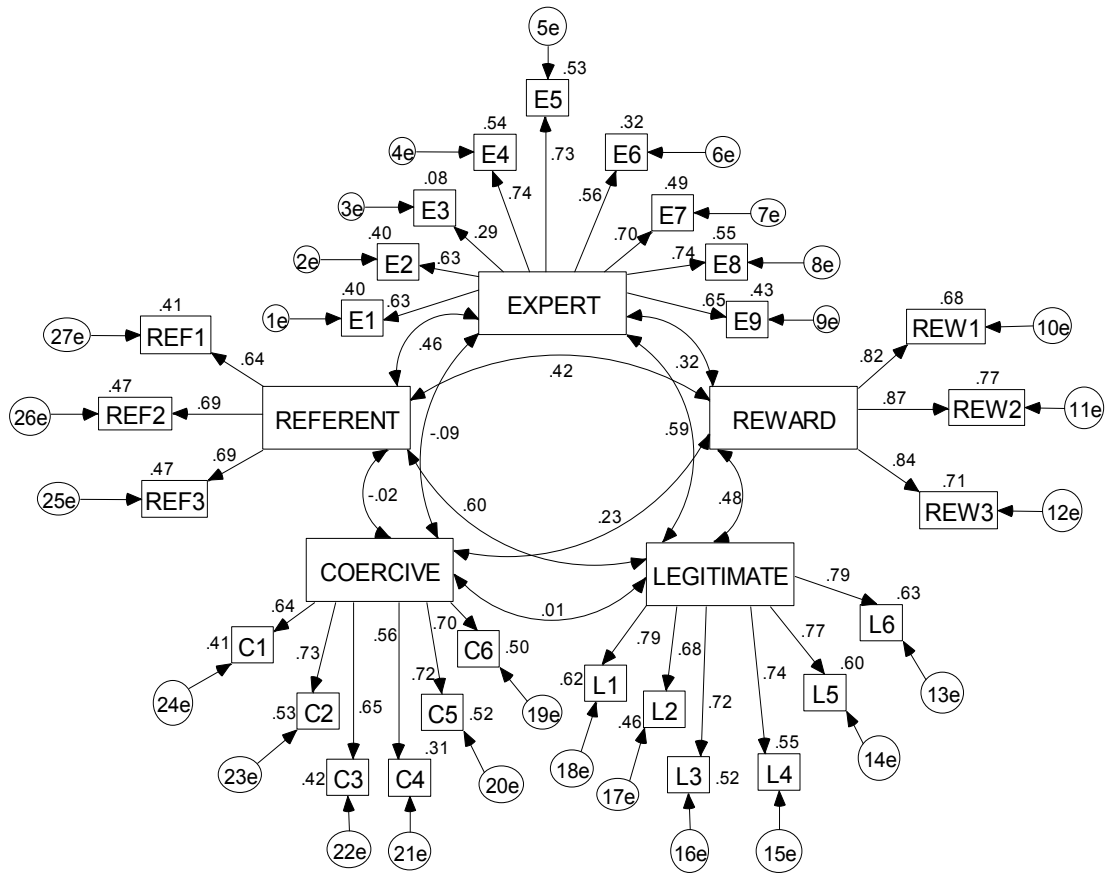 5e
.53
E5
.54
.32
4e
E4
E6
6e
.73
.08
.74
.56
.49
3e
E3
E7
7e
.40
.29
.70
.55
2e
E2
.63
.74
E8
8e
.40
.63
EXPERT
.65
.43
1e
E1
E9
9e
.41
.68
27e
REF1
.46
.32
REW1
10e
.64
.42
.82
.47
.77
26e
REF2
.69
REFERENT
REWARD
.87
REW2
11e
-.09
.59
.47
.69
.84
.71
25e
REF3
-.02
.60
.23
.48
REW3
12e
COERCIVE
LEGITIMATE
.79
.63
.64
.01
L6
.41
C1
.73
.56
.70
C6
.50
.79
.68
.77
13e
24e
.65
.72
.62
L1
.72
.74
L5
.60
.53
C2
C5
.52
19e
.46
L2
14e
23e
.31
18e
.55
.42
C3
C4
20e
17e
L3
.52
L4
22e
21e
16e
15e